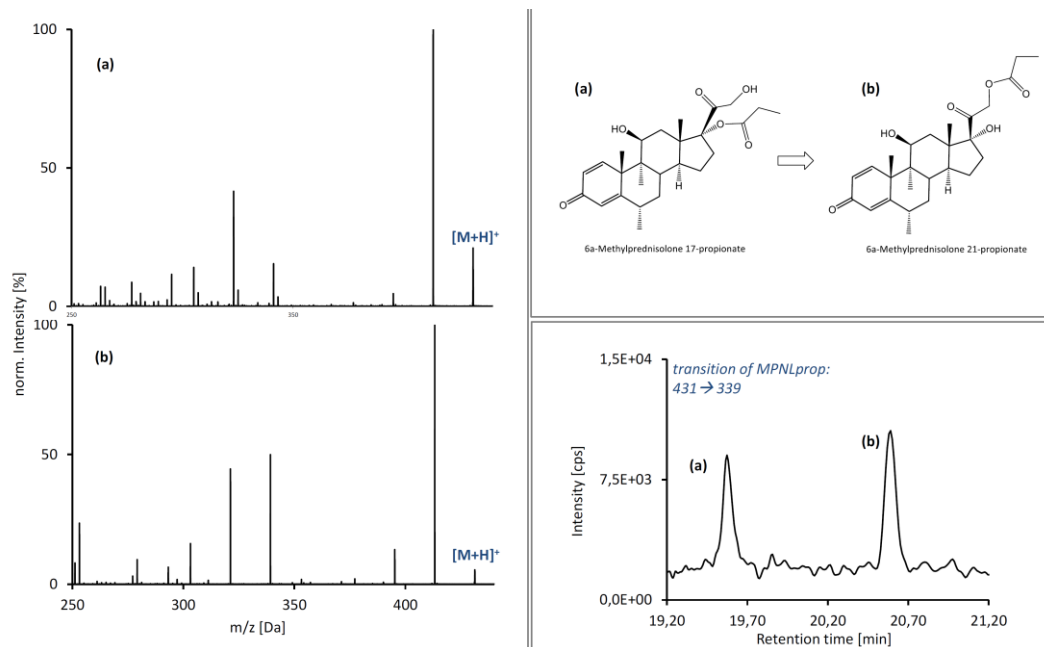 100
(a)
50
[M+H]+
0
250
350
100
(b)
50
[M+H]+
0
250
300
350
400
norm. Intensity [%]
m/z [Da]
(a)
(b)
O
OH
HO
O
O
H
O
6a-Methylprednisolone 17-propionate
O
O
O
HO
OH
H
O
6a-Methylprednisolone 21-propionate
1,5E+04
transition of MPNLprop:
431→339
(a)
(b)
7,5E+03
0,0E+00
Intensity [cps]
19,20
19,70
20,20
20,70
21,20
Retention time [min]